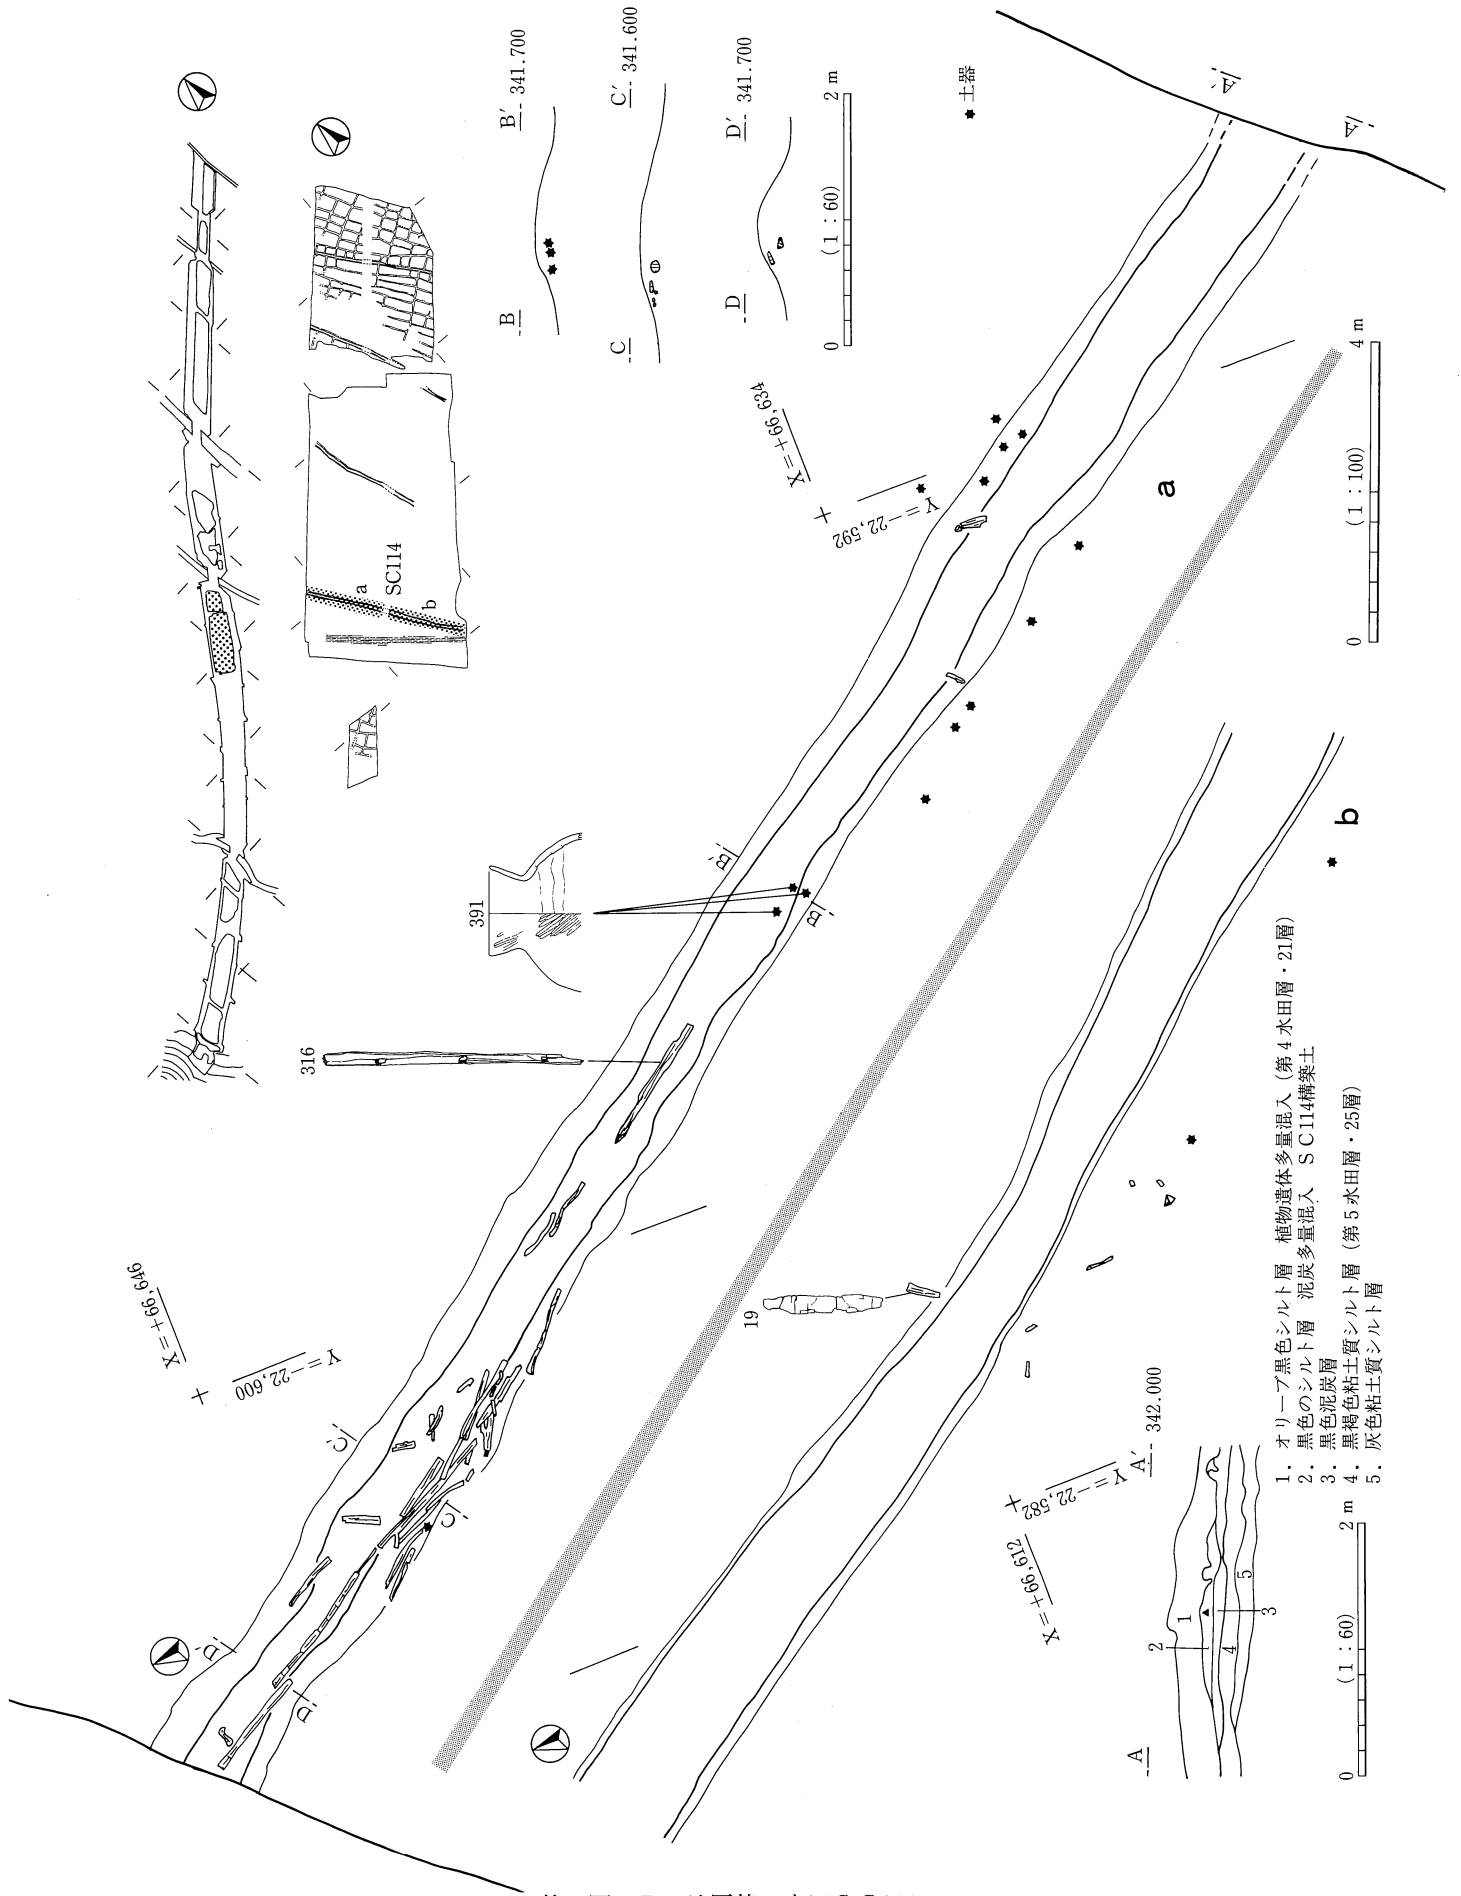 B
B′ 341.700
C
C′ 341.600
D
D′ 341.700
0 (1：60) 2 m
土器
a
SC114
b
X=+66,634
Y=-22,592
A′
A
B′
B
391
316
X=+66,646
Y=-22,600
C′
C
D′
D
0 (1：100) 4 m
a
b
19
X=+66,612
Y=-22,582
A
A′ 342.000
1
2
3
4
5
0 (1：60) 2 m
1．オリーブ黒色シルト層 植物遺体多量混入（第4水田層・21層）
2．黒色のシルト層 泥炭多量混入 SC114構築土
3．黒色泥炭層
4．黒褐色粘土質シルト層（第5水田層・25層）
5．灰色粘土質シルト層